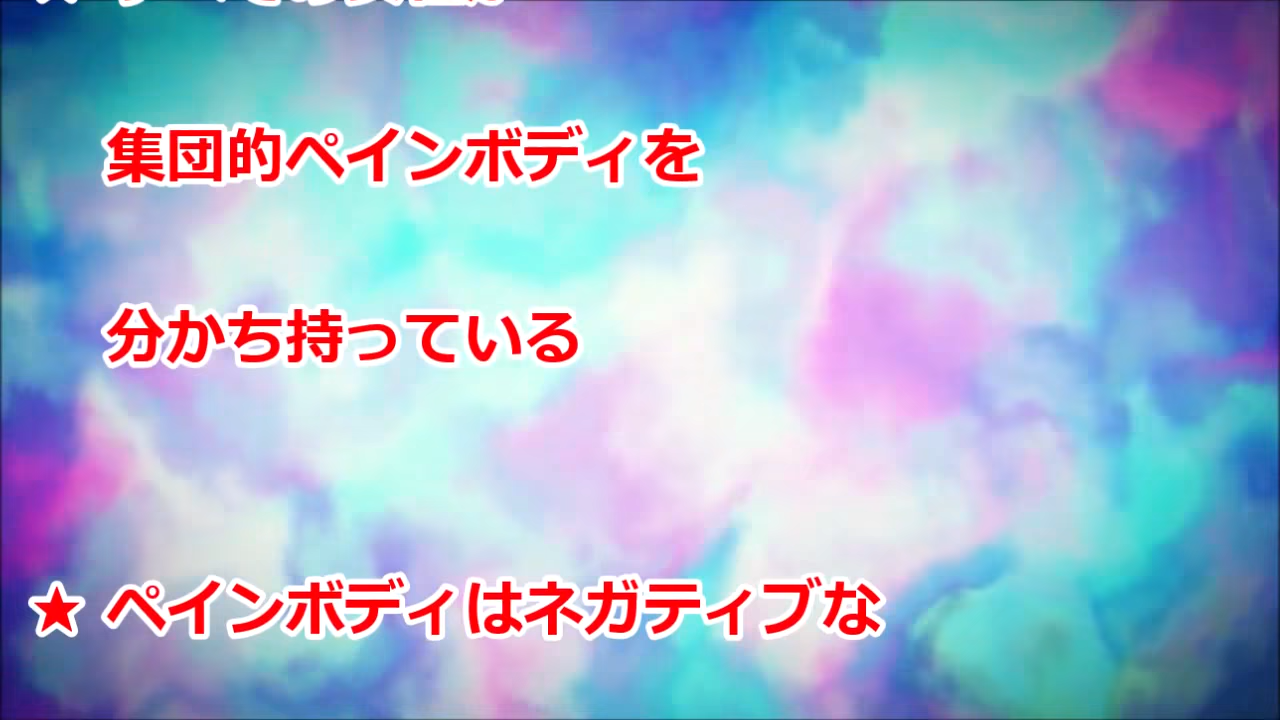 集団的ペインボディを
分かち持っている
★ ペインボディはネガティブな